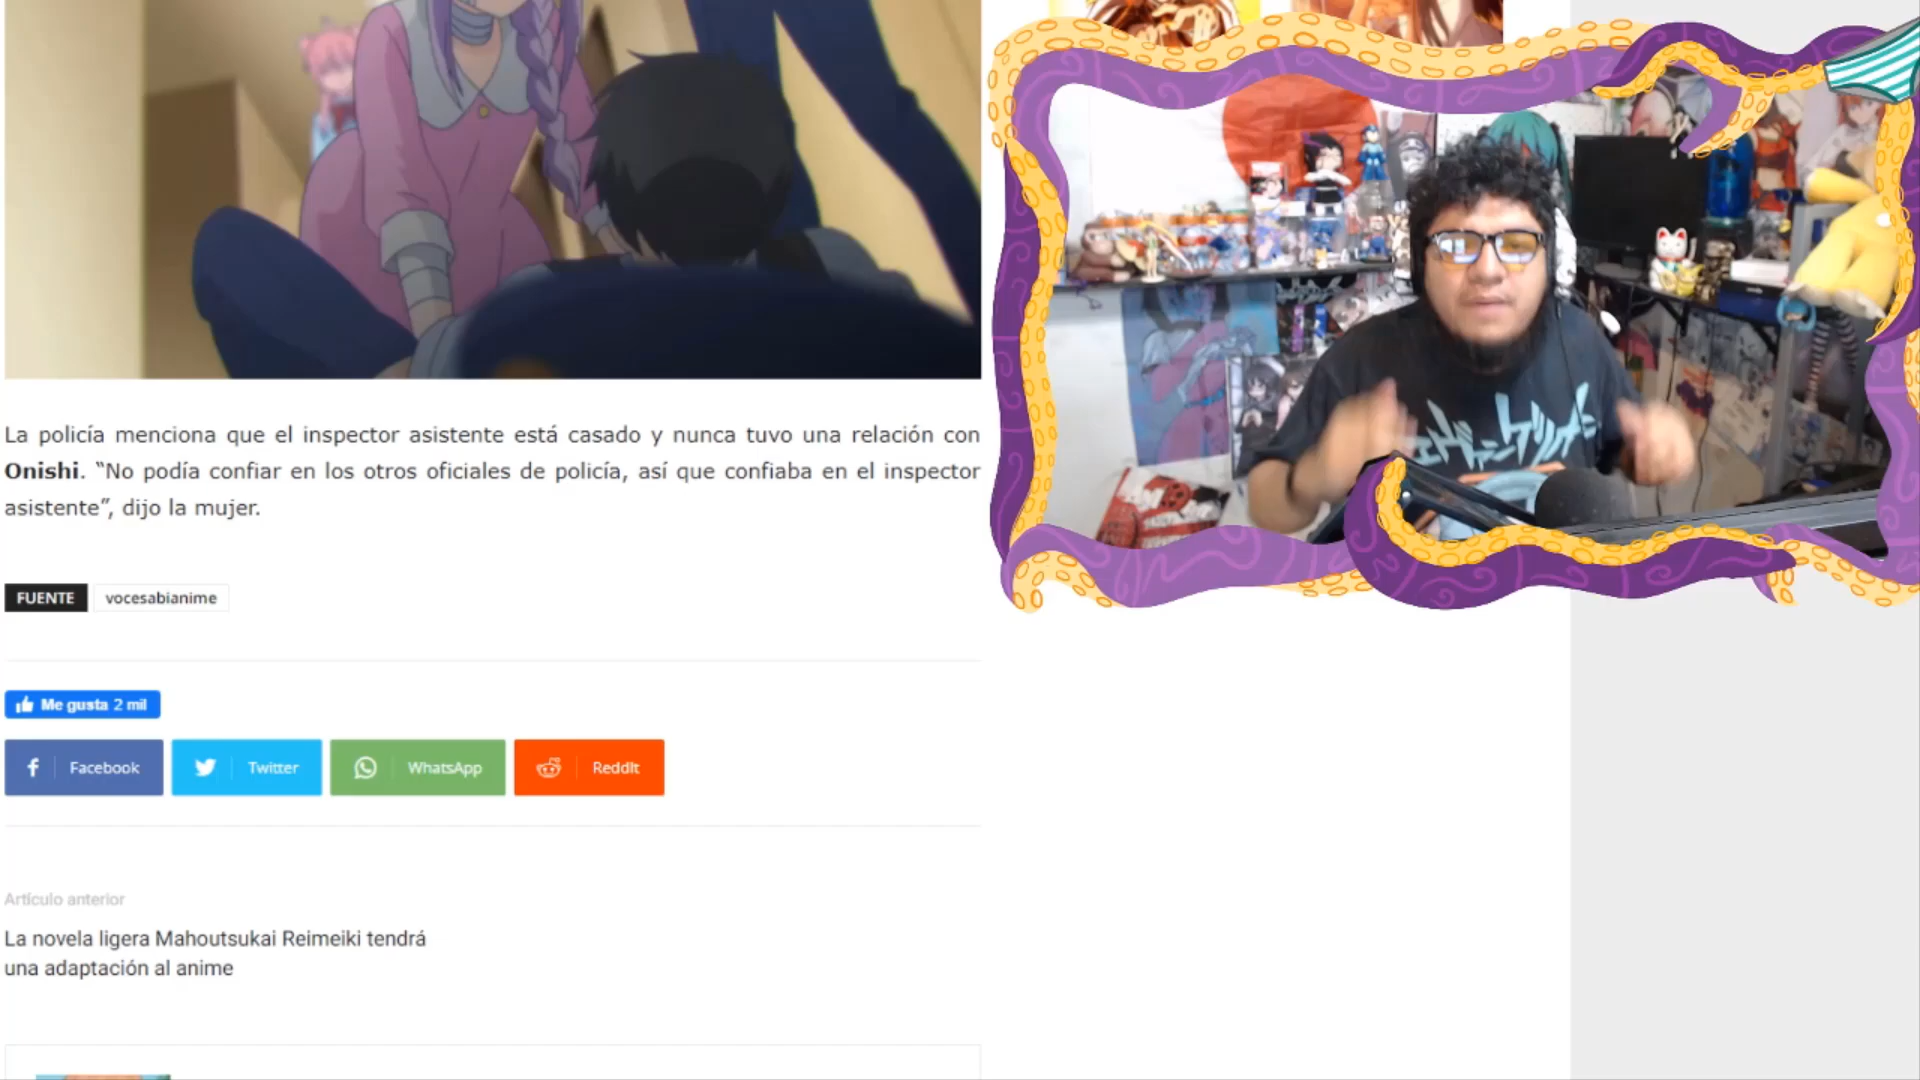 La policía menciona que el inspector asistente está casado y nunca tuvo una relación con
Onishi. “No podía confiar en los otros oficiales de policía, así que confiaba en el inspector
asistente”, dijo la mujer.
FUENTE vocesabianime
Me gusta 2 mil
Facebook Twitter WhatsApp ReddIt
Artículo anterior
La novela ligera Mahoutsukai Reimeiki tendrá
una adaptación al anime